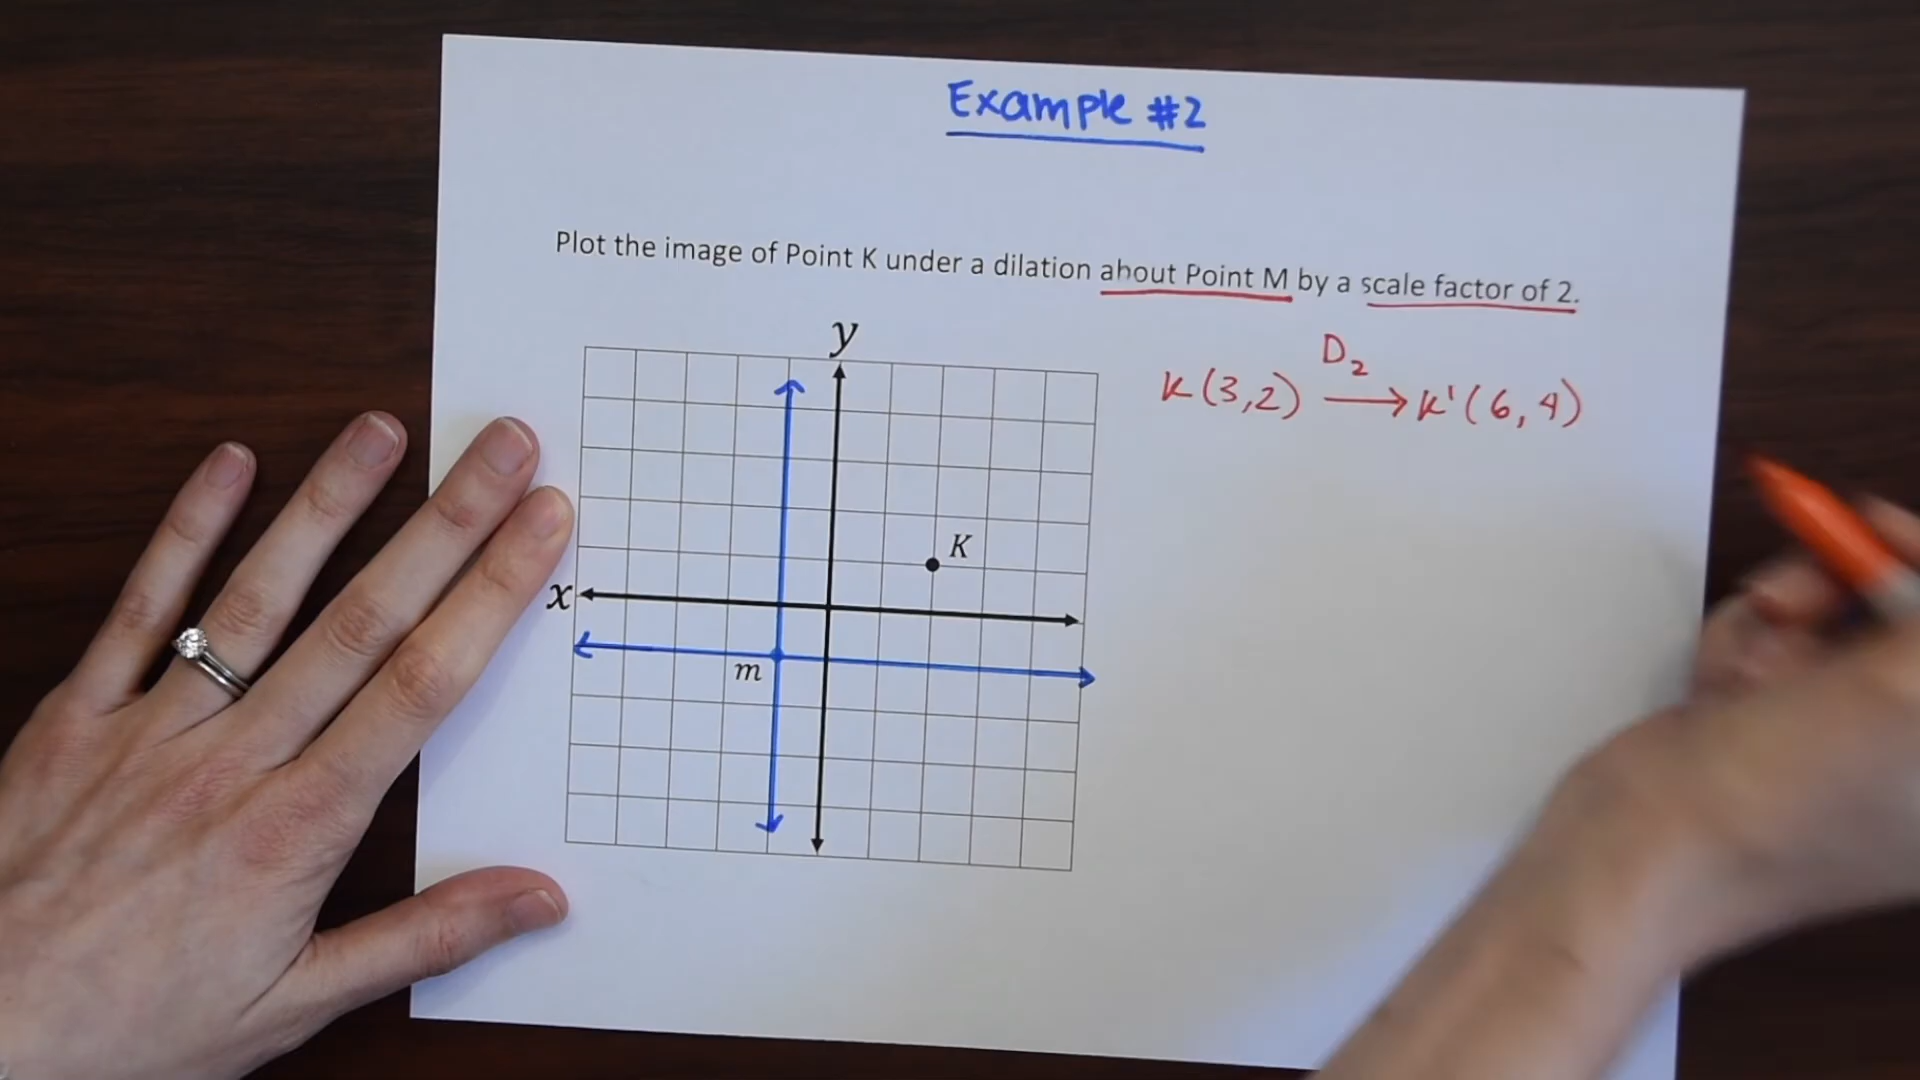 Example #2
Plot the image of Point K under a dilation about Point M by a scale factor of 2.
y
D2
K(3,2) → K'(6,4)
K
x
m